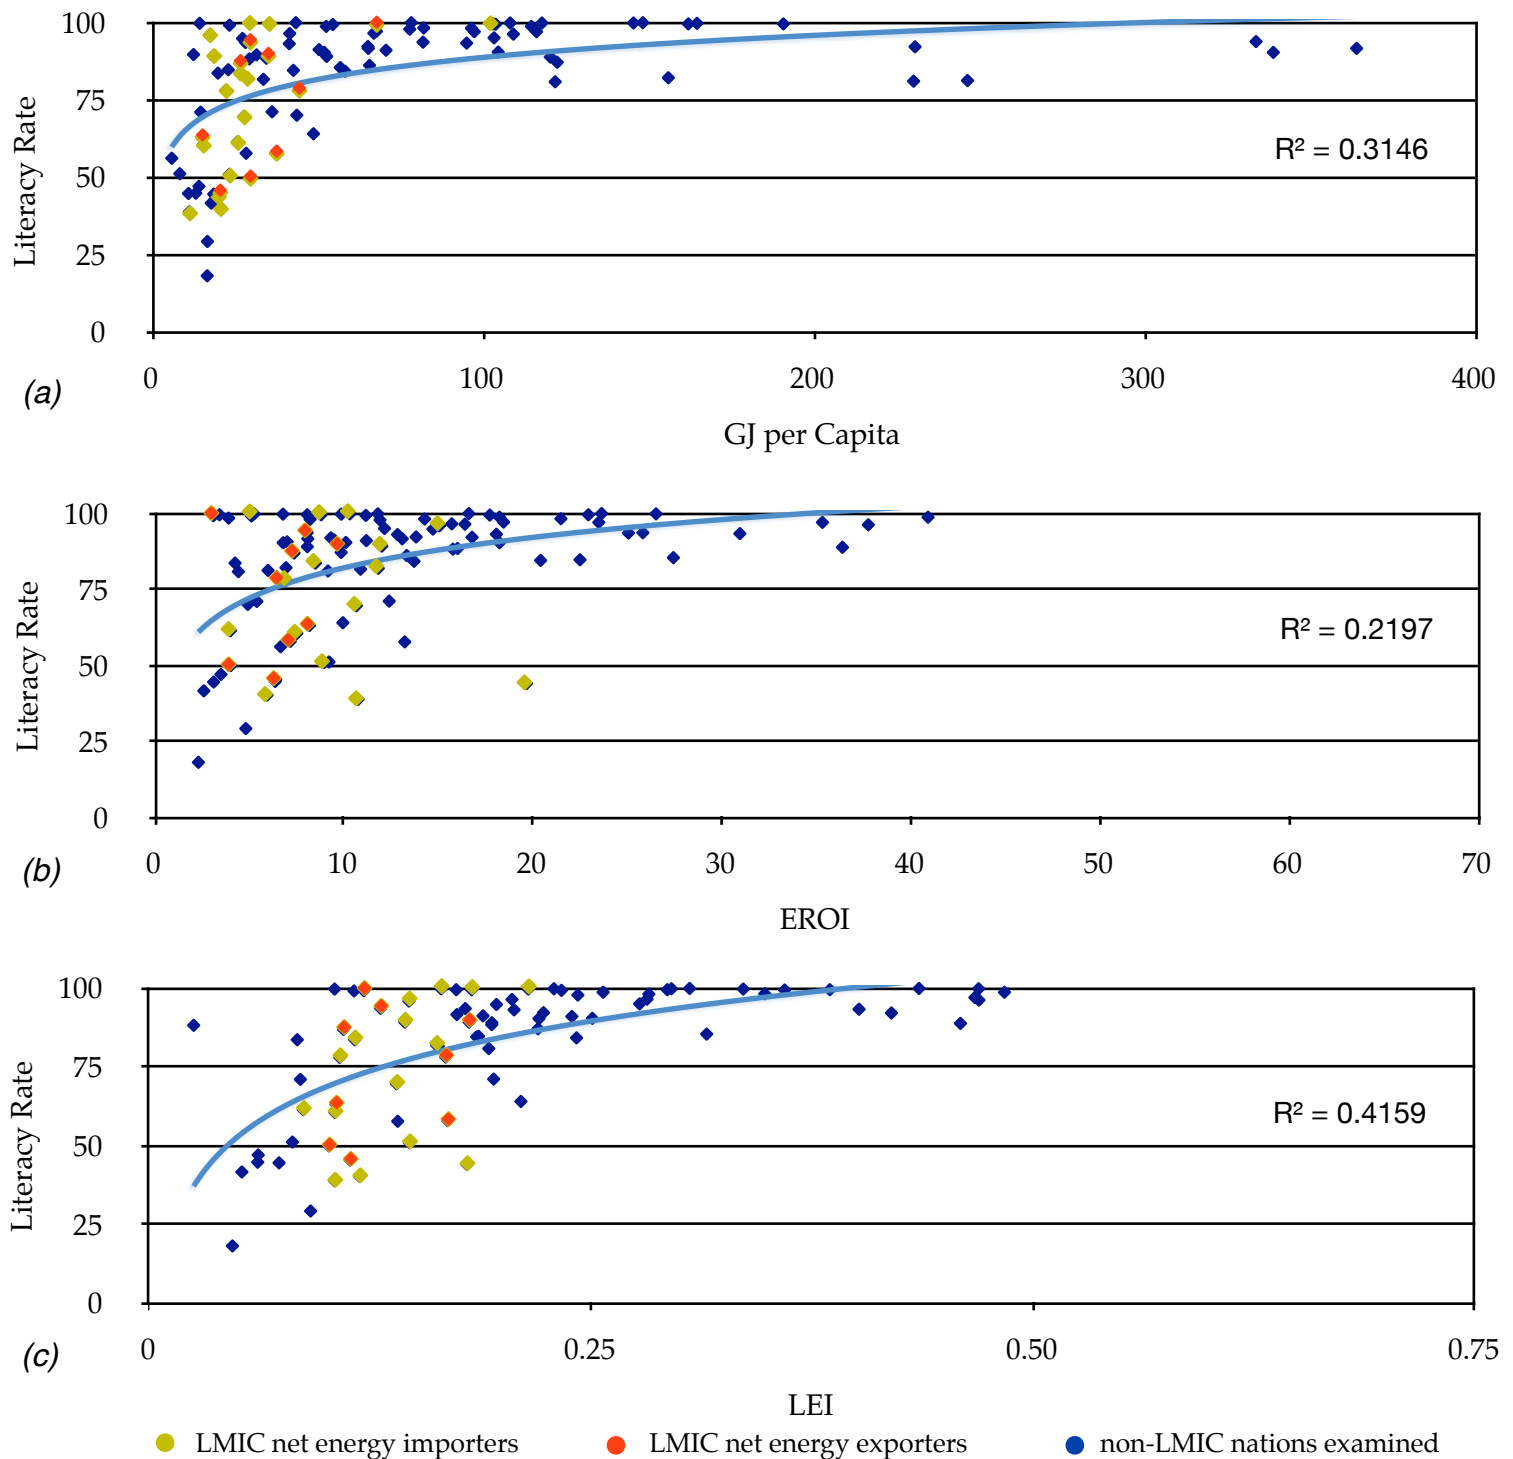 100
75
50
25
0
Literacy Rate
R² = 0.3146
0 100 200 300 400
(a)
GJ per Capita
100
75
50
25
0
Literacy Rate
R² = 0.2197
0 10 20 30 40 50 60 70
(b)
EROI
100
75
50
25
0
Literacy Rate
R² = 0.4159
0 0.25 0.50 0.75
(c)
LEI
LMIC net energy importers LMIC net energy exporters non-LMIC nations examined